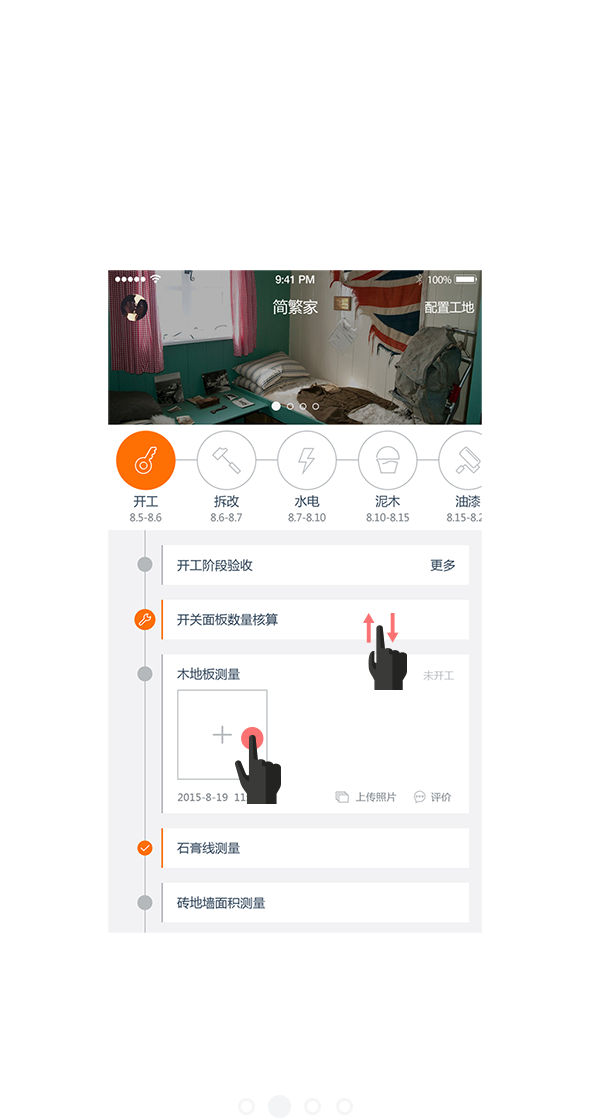 9:41 PM 100%
简繁家 配置工地
开工 拆改 水电 泥木 油漆
8.5-8.6 8.6-8.7 8.7-8.10 8.10-8.15 8.15-8.2
开工阶段验收 更多
开关面板数量核算
木地板测量 未开工
2015-8-19 上传照片 评价
石膏线测量
砖地墙面积测量